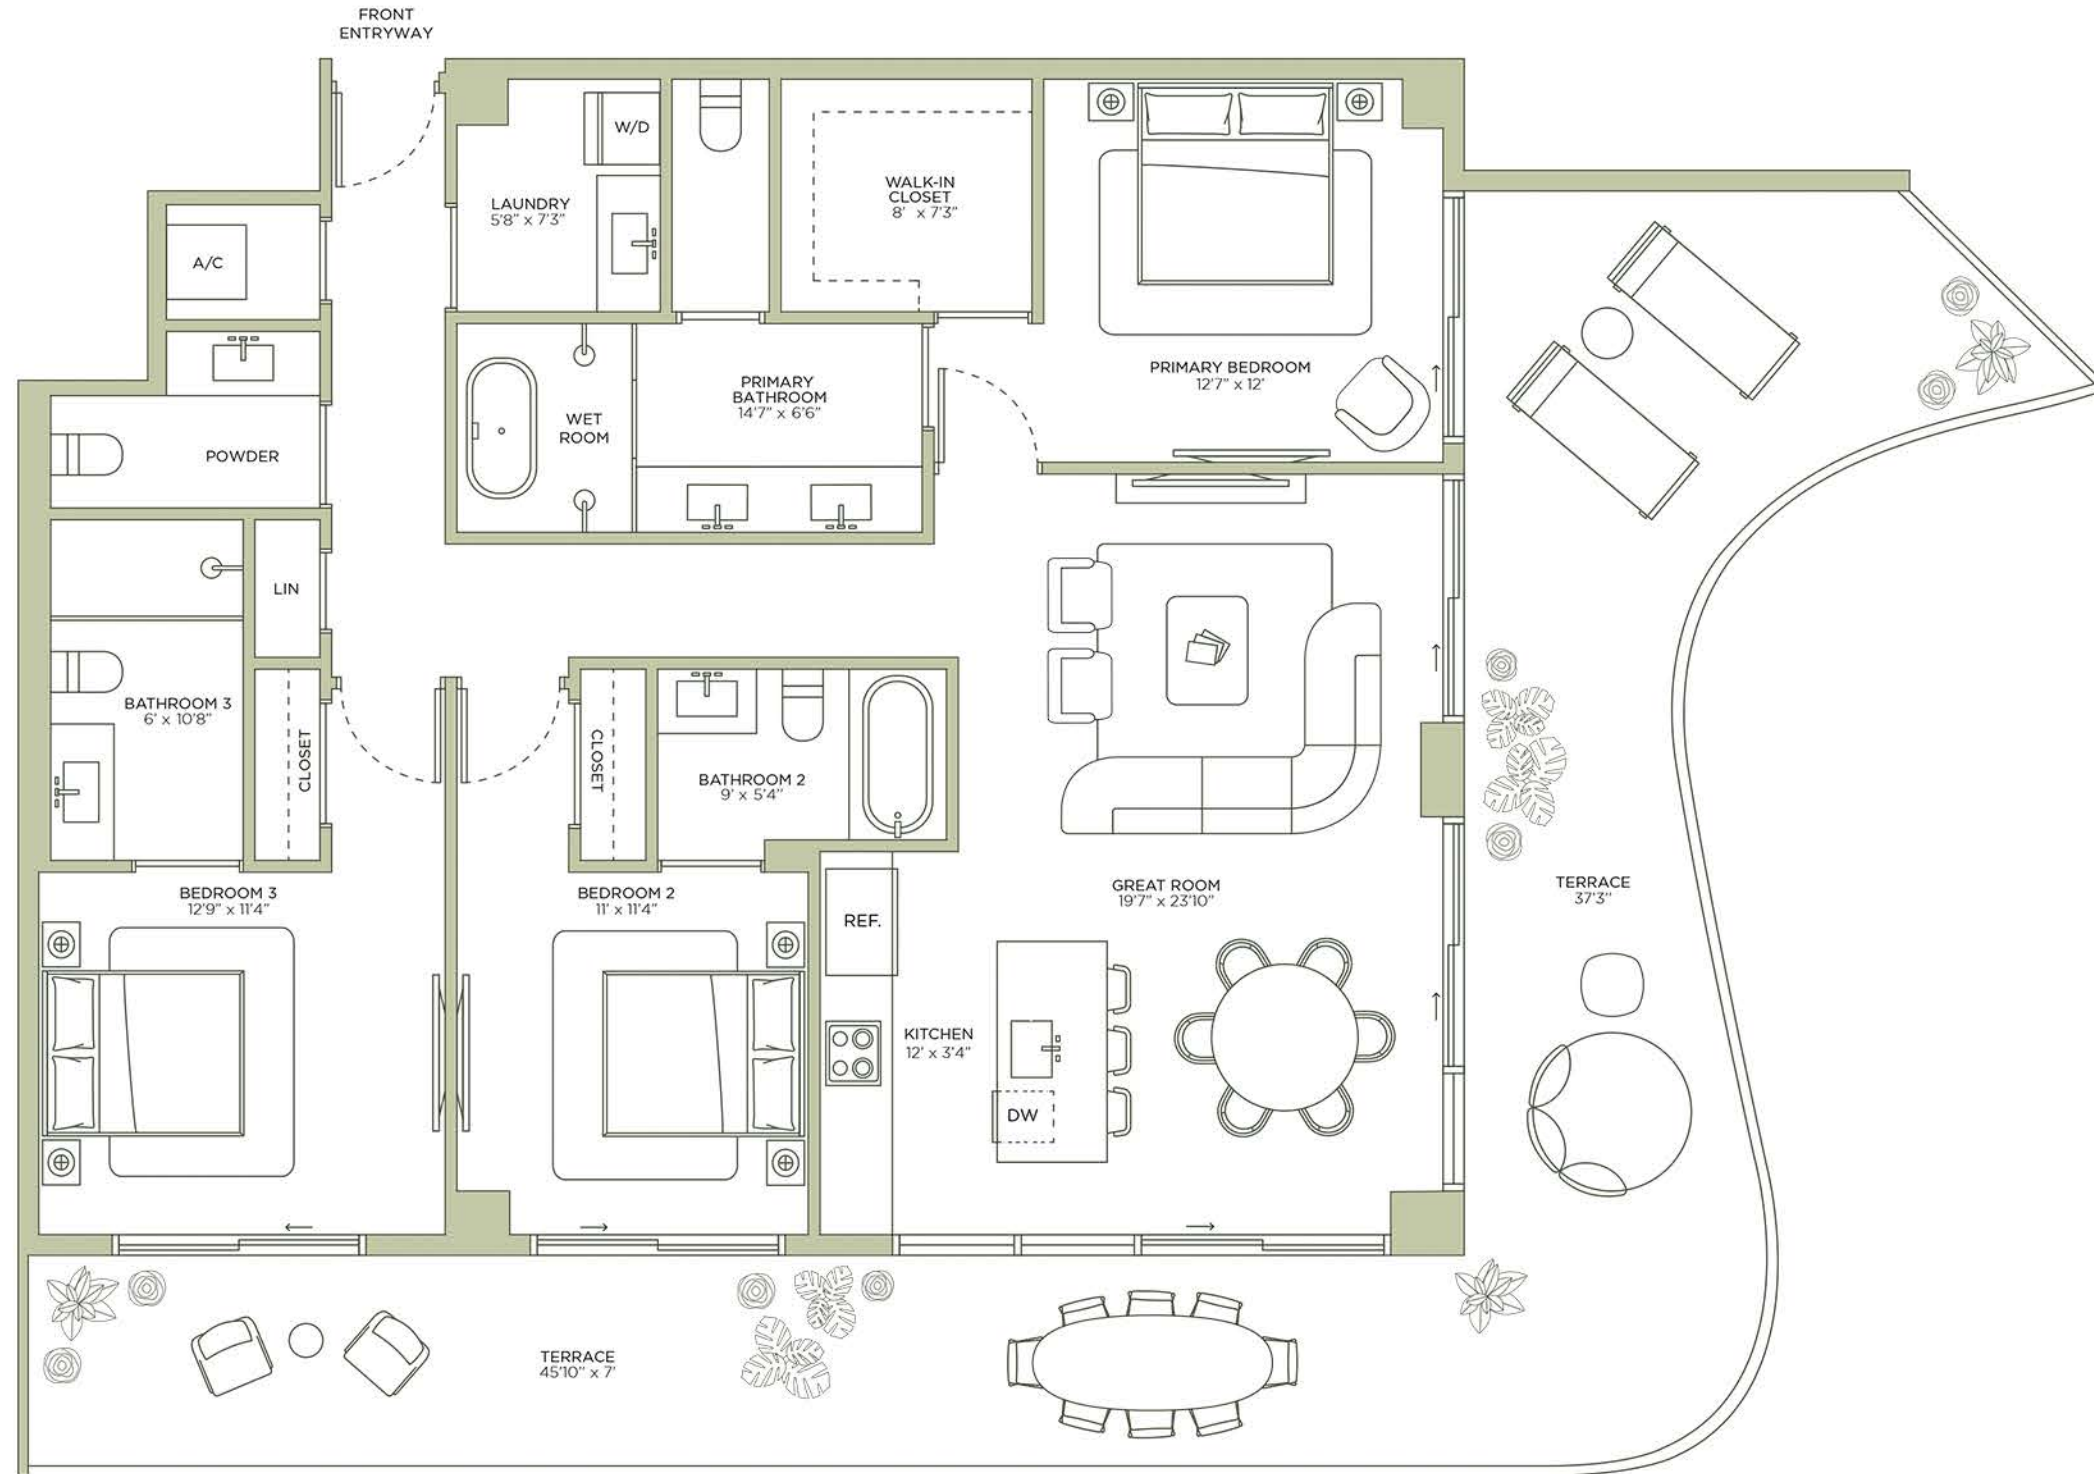 FRONT
ENTRYWAY
W/D
LAUNDRY
5'8" x 7'3"
WALK-IN
CLOSET
8' x 7'3"
A/C
PRIMARY BEDROOM
12'7" x 12'
PRIMARY
BATHROOM
14'7" x 6'6"
WET
ROOM
POWDER
LIN
BATHROOM 3
6' x 10'8"
CLOSET
CLOSET
BATHROOM 2
9' x 5'4"
BEDROOM 3
12'9" x 11'4"
BEDROOM 2
11' x 11'4"
REF.
GREAT ROOM
19'7" x 23'10"
TERRACE
37'3"
KITCHEN
12' x 3'4"
DW
TERRACE
45'10" x 7'